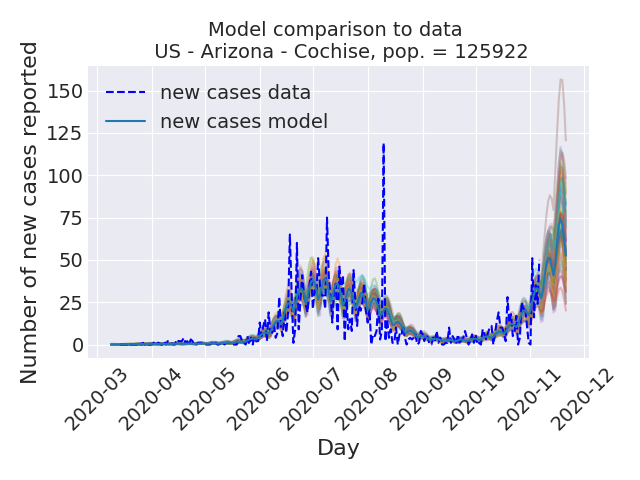 Model comparison to data
US - Arizona - Cochise, pop. = 125922
Number of new cases reported
150
125
100
75
50
25
0
new cases data
new cases model
2020-03
2020-04
2020-05
2020-06
2020-07
2020-08
2020-09
2020-10
2020-11
2020-12
Day